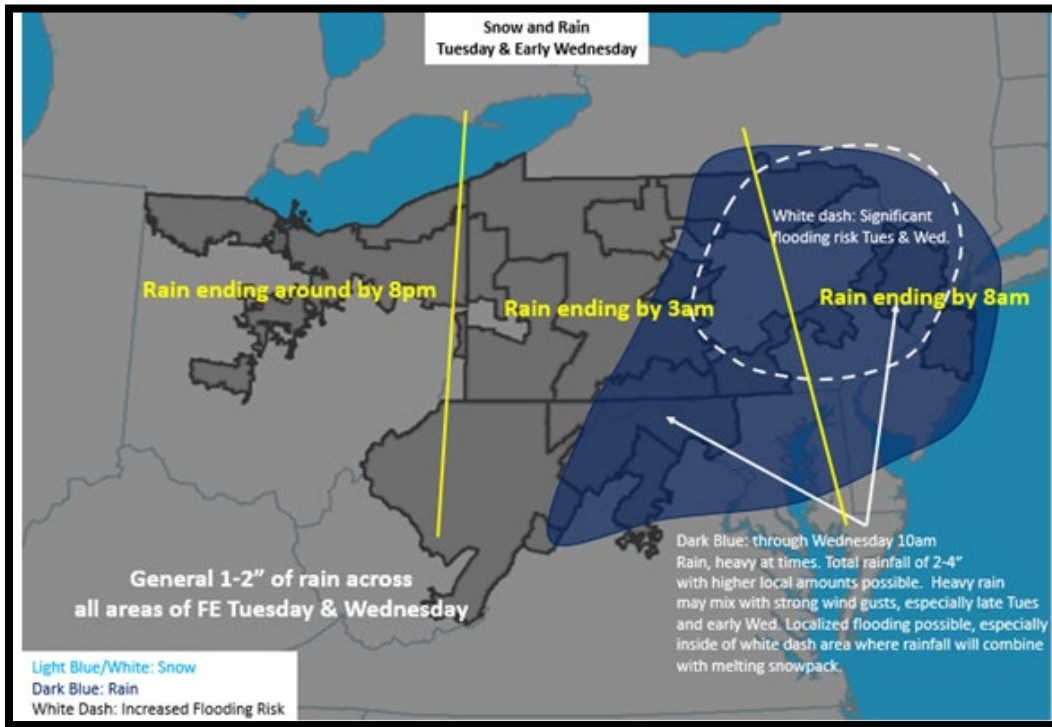 Snow and Rain
Tuesday & Early Wednesday
White dash: Significant
flooding risk Tues & Wed.
Rain ending around by 8pm
Rain ending by 3am
Rain ending by 8am
Dark Blue: through Wednesday 10am
Rain, heavy at times. Total rainfall of 2-4”
with higher local amounts possible. Heavy rain
may mix with strong wind gusts, especially late Tues
and early Wed. Localized flooding possible, especially
inside of white dash area where rainfall will combine
with melting snowpack.
General 1-2” of rain across
all areas of FE Tuesday & Wednesday
Light Blue/White: Snow
Dark Blue: Rain
White Dash: Increased Flooding Risk